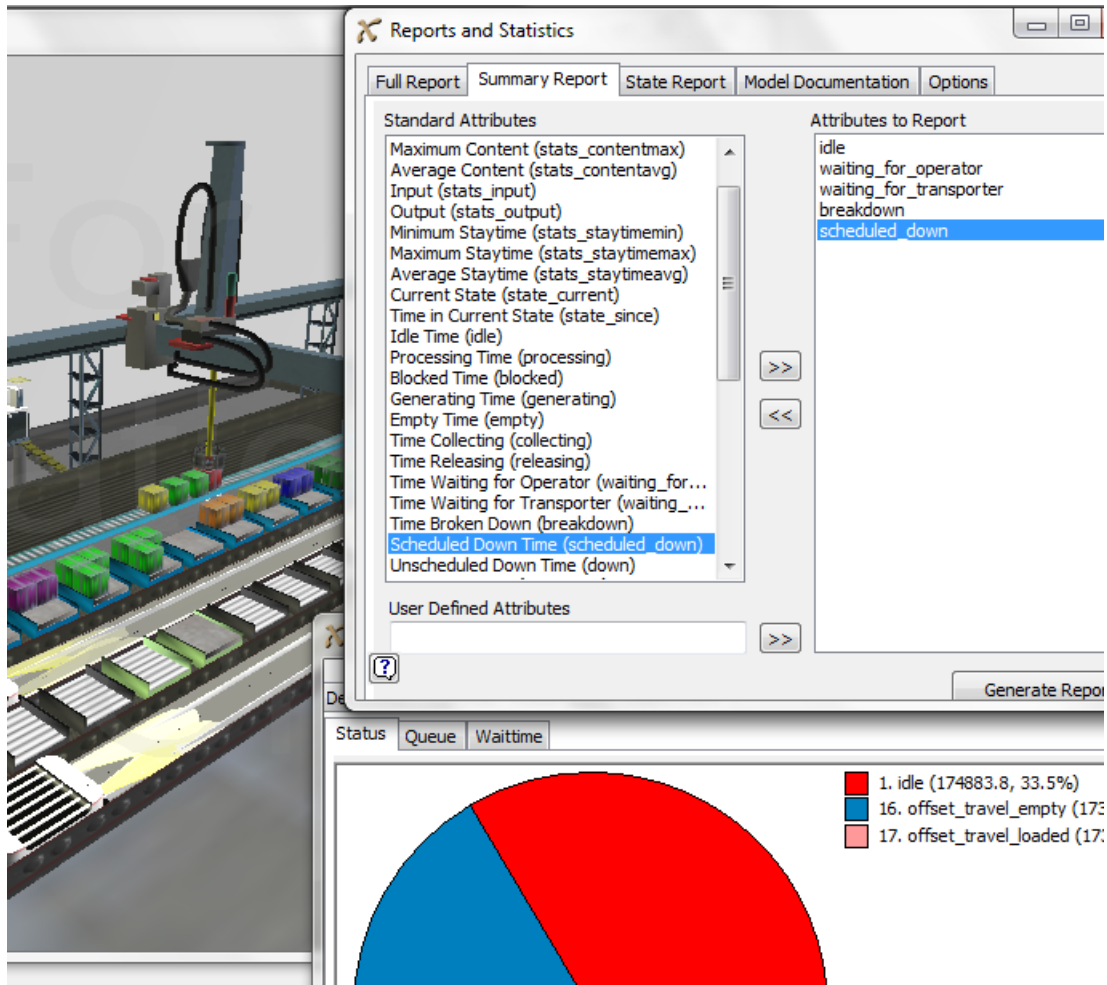 Reports and Statistics
Full Report
Summary Report
State Report
Model Documentation
Options
Standard Attributes
Maximum Content (stats_contentmax)
Average Content (stats_contentavg)
Input (stats_input)
Output (stats_output)
Minimum Staytime (stats_staytimemin)
Maximum Staytime (stats_staytimemax)
Average Staytime (stats_staytimeavg)
Current State (state_current)
Time in Current State (state_since)
Idle Time (idle)
Processing Time (processing)
Blocked Time (blocked)
Generating Time (generating)
Empty Time (empty)
Time Collecting (collecting)
Time Releasing (releasing)
Time Waiting for Operator (waiting_for...
Time Waiting for Transporter (waiting_...
Time Broken Down (breakdown)
Scheduled Down Time (scheduled_down)
Unscheduled Down Time (down)
>>
<<
Attributes to Report
idle
waiting_for_operator
waiting_for_transporter
breakdown
scheduled_down
User Defined Attributes
>>
?
Generate Repor
De
Status
Queue
Waittime
1. idle (174883.8, 33.5%)
16. offset_travel_empty (173
17. offset_travel_loaded (173